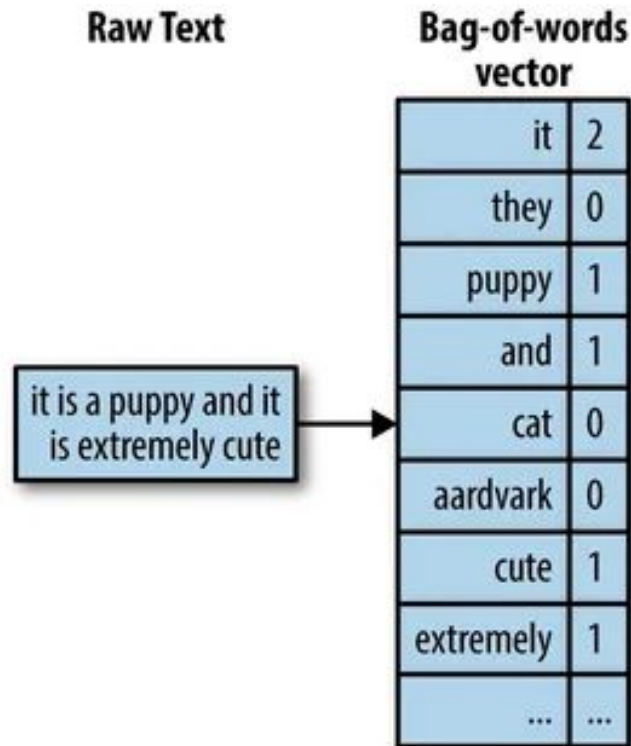 Raw Text
Bag-of-words
vector
it is a puppy and it
is extremely cute
it 2
they 0
puppy 1
and 1
cat 0
aardvark 0
cute 1
extremely 1
... ...